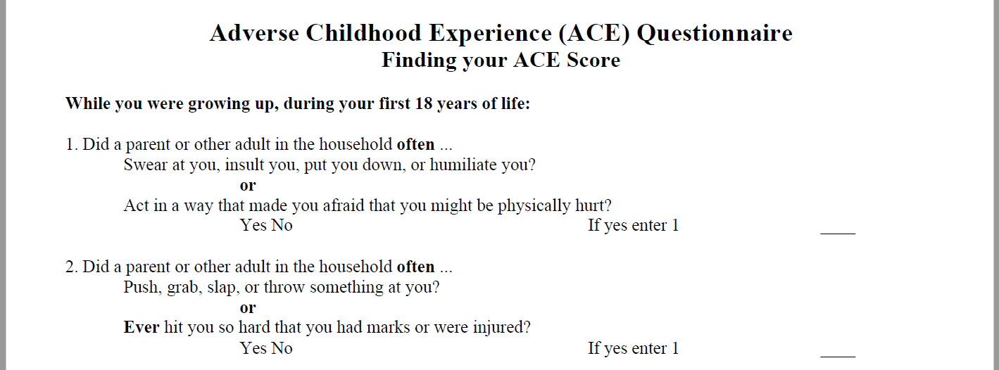 Adverse Childhood Experience (ACE) Questionnaire
Finding your ACE Score
While you were growing up, during your first 18 years of life:
1. Did a parent or other adult in the household often ...
Swear at you, insult you, put you down, or humiliate you?
or
Act in a way that made you afraid that you might be physically hurt?
Yes No If yes enter 1 ____
2. Did a parent or other adult in the household often ...
Push, grab, slap, or throw something at you?
or
Ever hit you so hard that you had marks or were injured?
Yes No If yes enter 1 ____